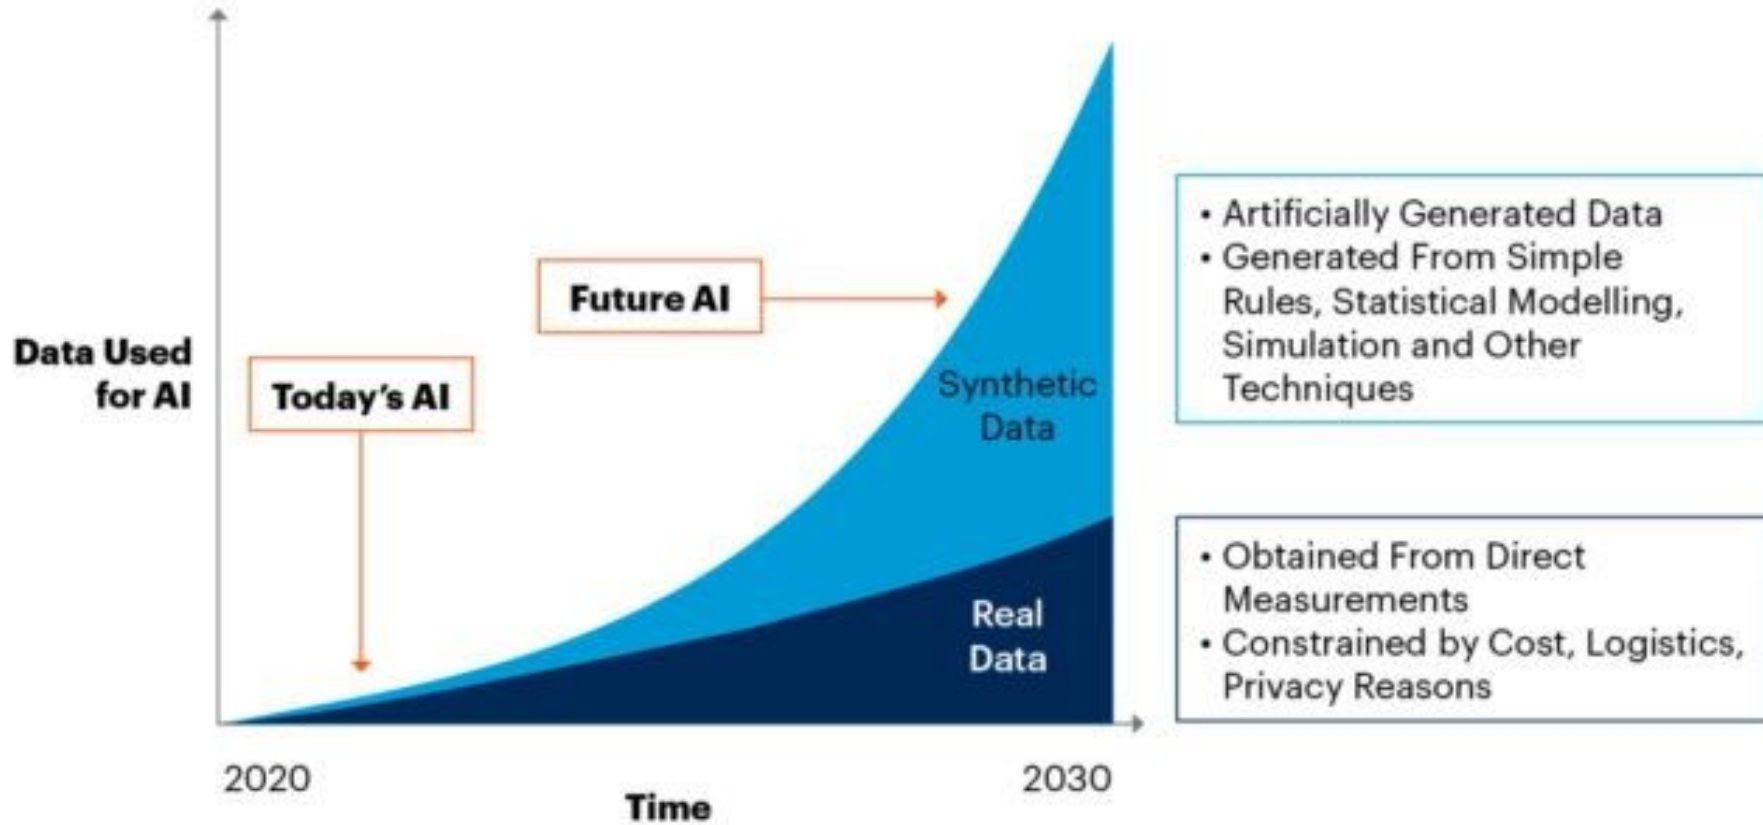 Data Used
for AI
Today's AI
Future AI
Synthetic
Data
Real
Data
• Artificially Generated Data
• Generated From Simple
Rules, Statistical Modelling,
Simulation and Other
Techniques
• Obtained From Direct
Measurements
• Constrained by Cost, Logistics,
Privacy Reasons
2020
2030
Time